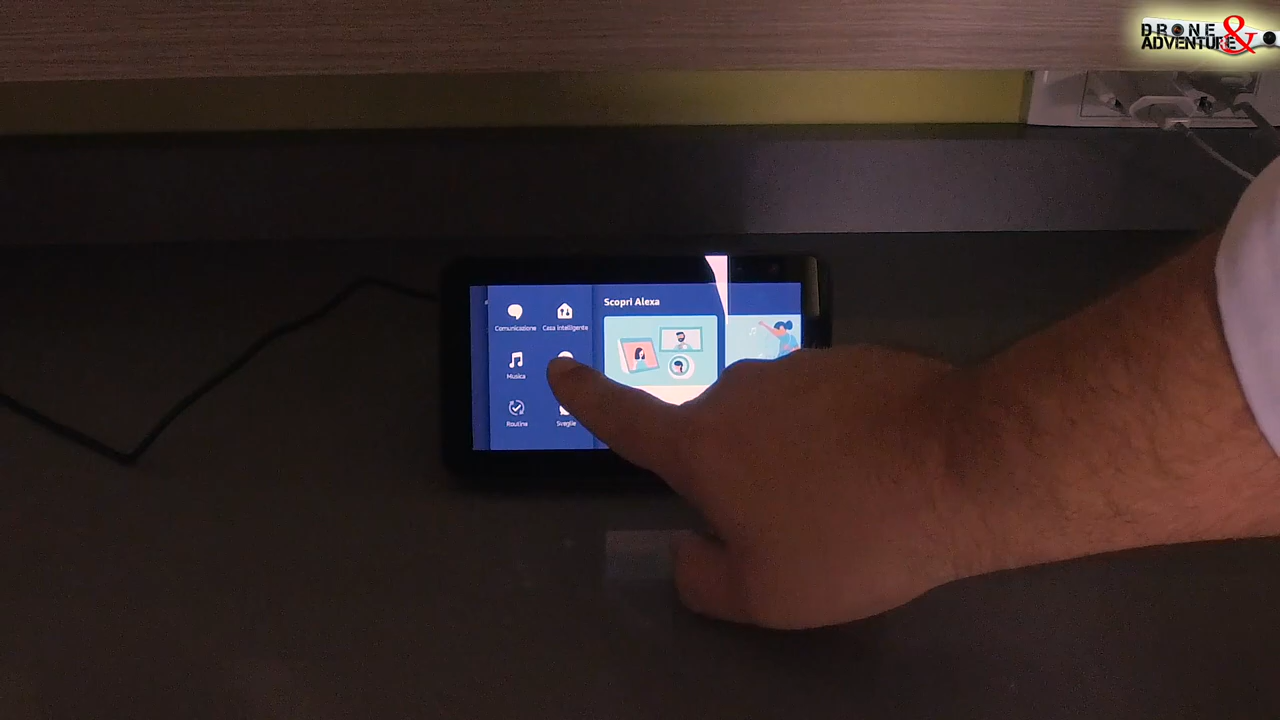 DRONE &
ADVENTURE
Scopri Alexa
Comunicazione
Casa intelligente
Musica
Routine
Sveglie